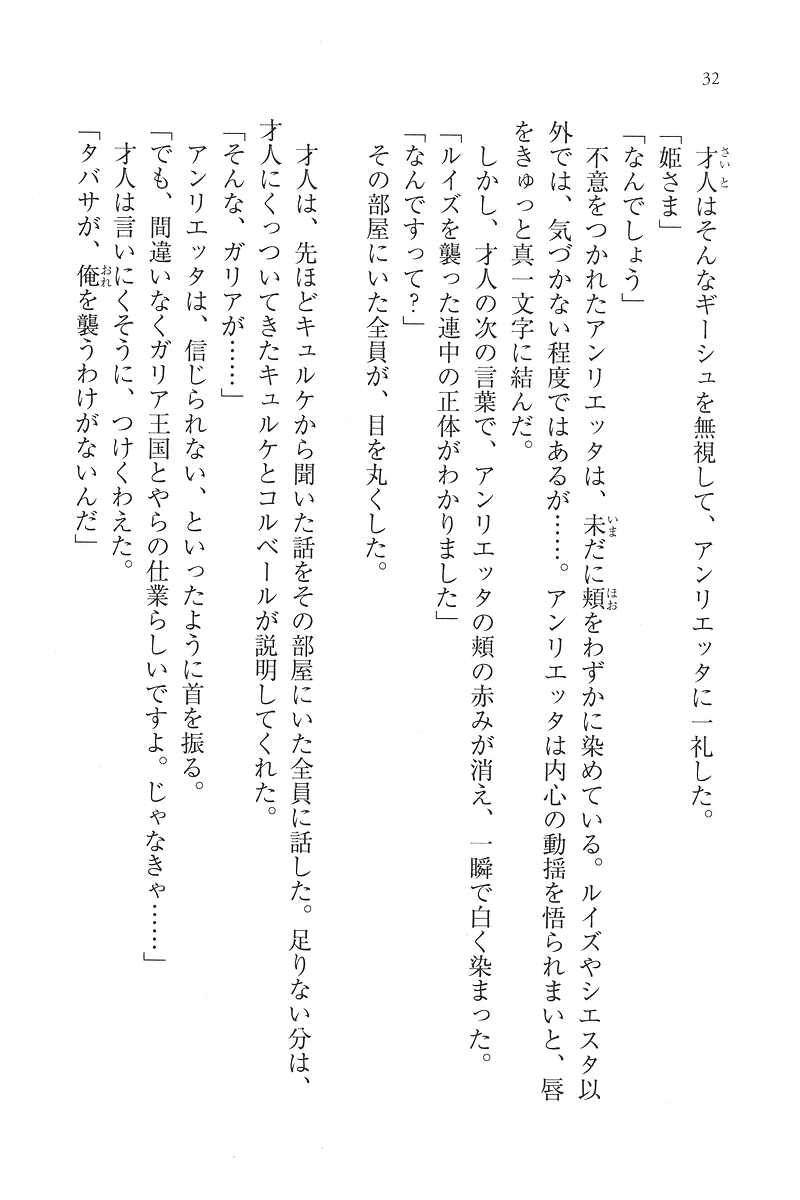 32
才人はそんなギーシュを無視して、アンリエッタに一礼した。
「姫さま」
「なんでしょう」
不意をつかれたアンリエッタは、未だに頬をわずかに染めている。ルイズやシエスタ以
外では、気づかない程度ではあるが……。アンリエッタは内心の動揺を悟られまいと、唇
をきゅっと真一文字に結んだ。
しかし、才人の次の言葉で、アンリエッタの頬の赤みが消え、一瞬で白く染まった。
「ルイズを襲った連中の正体がわかりました」
「なんですって？」
その部屋にいた全員が、目を丸くした。
才人は、先ほどキュルケから聞いた話をその部屋にいた全員に話した。足りない分は、
才人にくっついてきたキュルケとコルベールが説明してくれた。
「そんな、ガリアが……」
アンリエッタは、信じられない、といったように首を振る。
「でも、間違いなくガリア王国とやらの仕業らしいですよ。じゃなきゃ……」
才人は言いにくそうに、つけくわえた。
「タバサが、俺を襲うわけがないんだ」